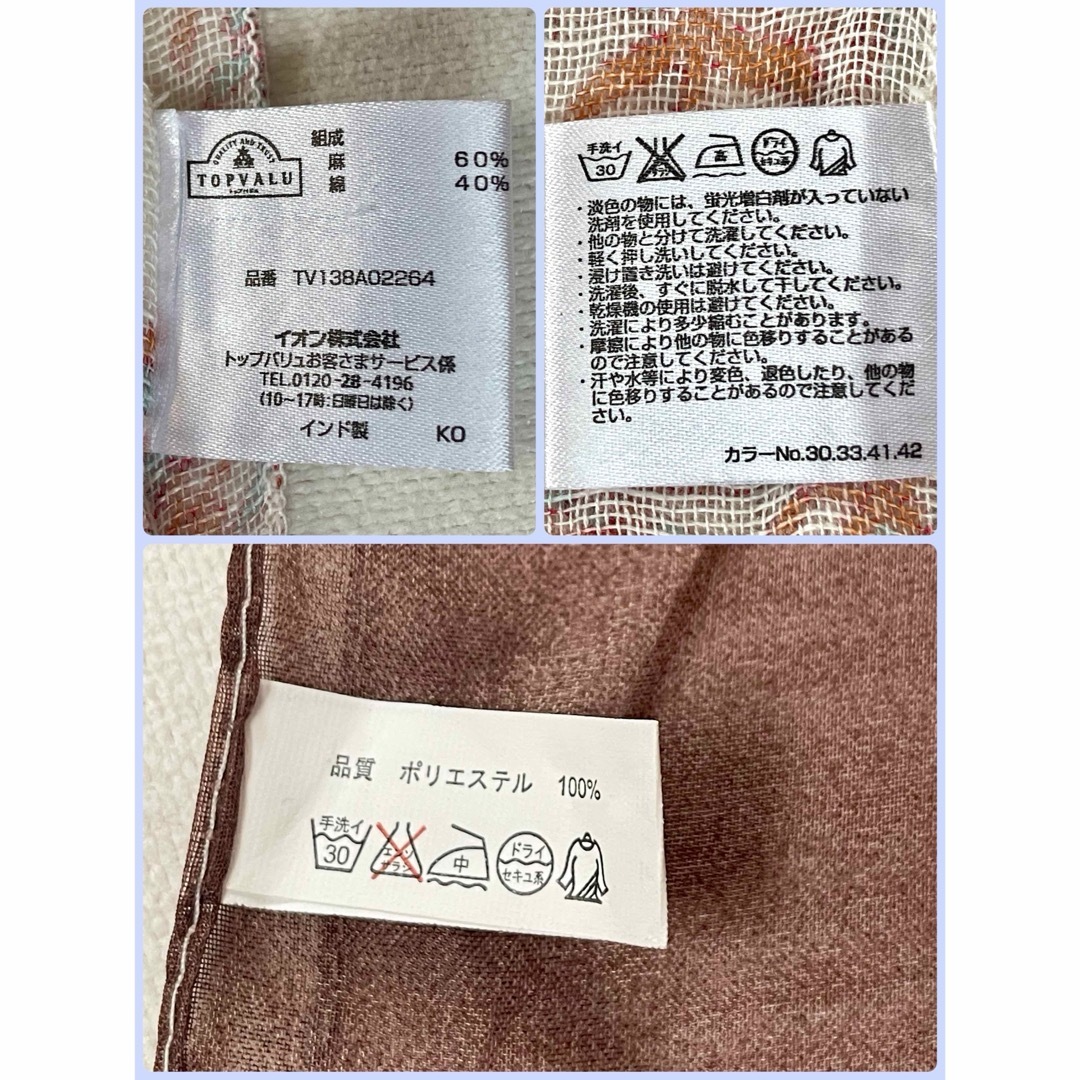 QUALITY AND TRUST
TOPVALU
トップバリュ
組成
麻 60%
綿 40%
品番 TV138A02264
イオン株式会社
トップバリュお客さまサービス係
TEL.0120-28-4196
(10~17時:日曜日は除く)
インド製 KO
手洗イ
30
高
ドライ
セキユ系
・淡色の物には、蛍光増白剤が入っていない
洗剤を使用してください。
・他の物と分けて洗濯してください。
・軽く押し洗いしてください。
・浸け置き洗いは避けてください。
・洗濯後、すぐに脱水して干してください。
・乾燥機の使用は避けてください。
・洗濯により多少縮むことがあります。
・摩擦により他の物に色移りすることがある
ので注意してください。
・汗や水等により変色、退色したり、他の物
に色移りすることがあるので注意してくだ
さい。
カラーNo.30.33.41.42
品質 ポリエステル 100%
手洗イ
30
エンソ
サラシ
中
ドライ
セキユ系